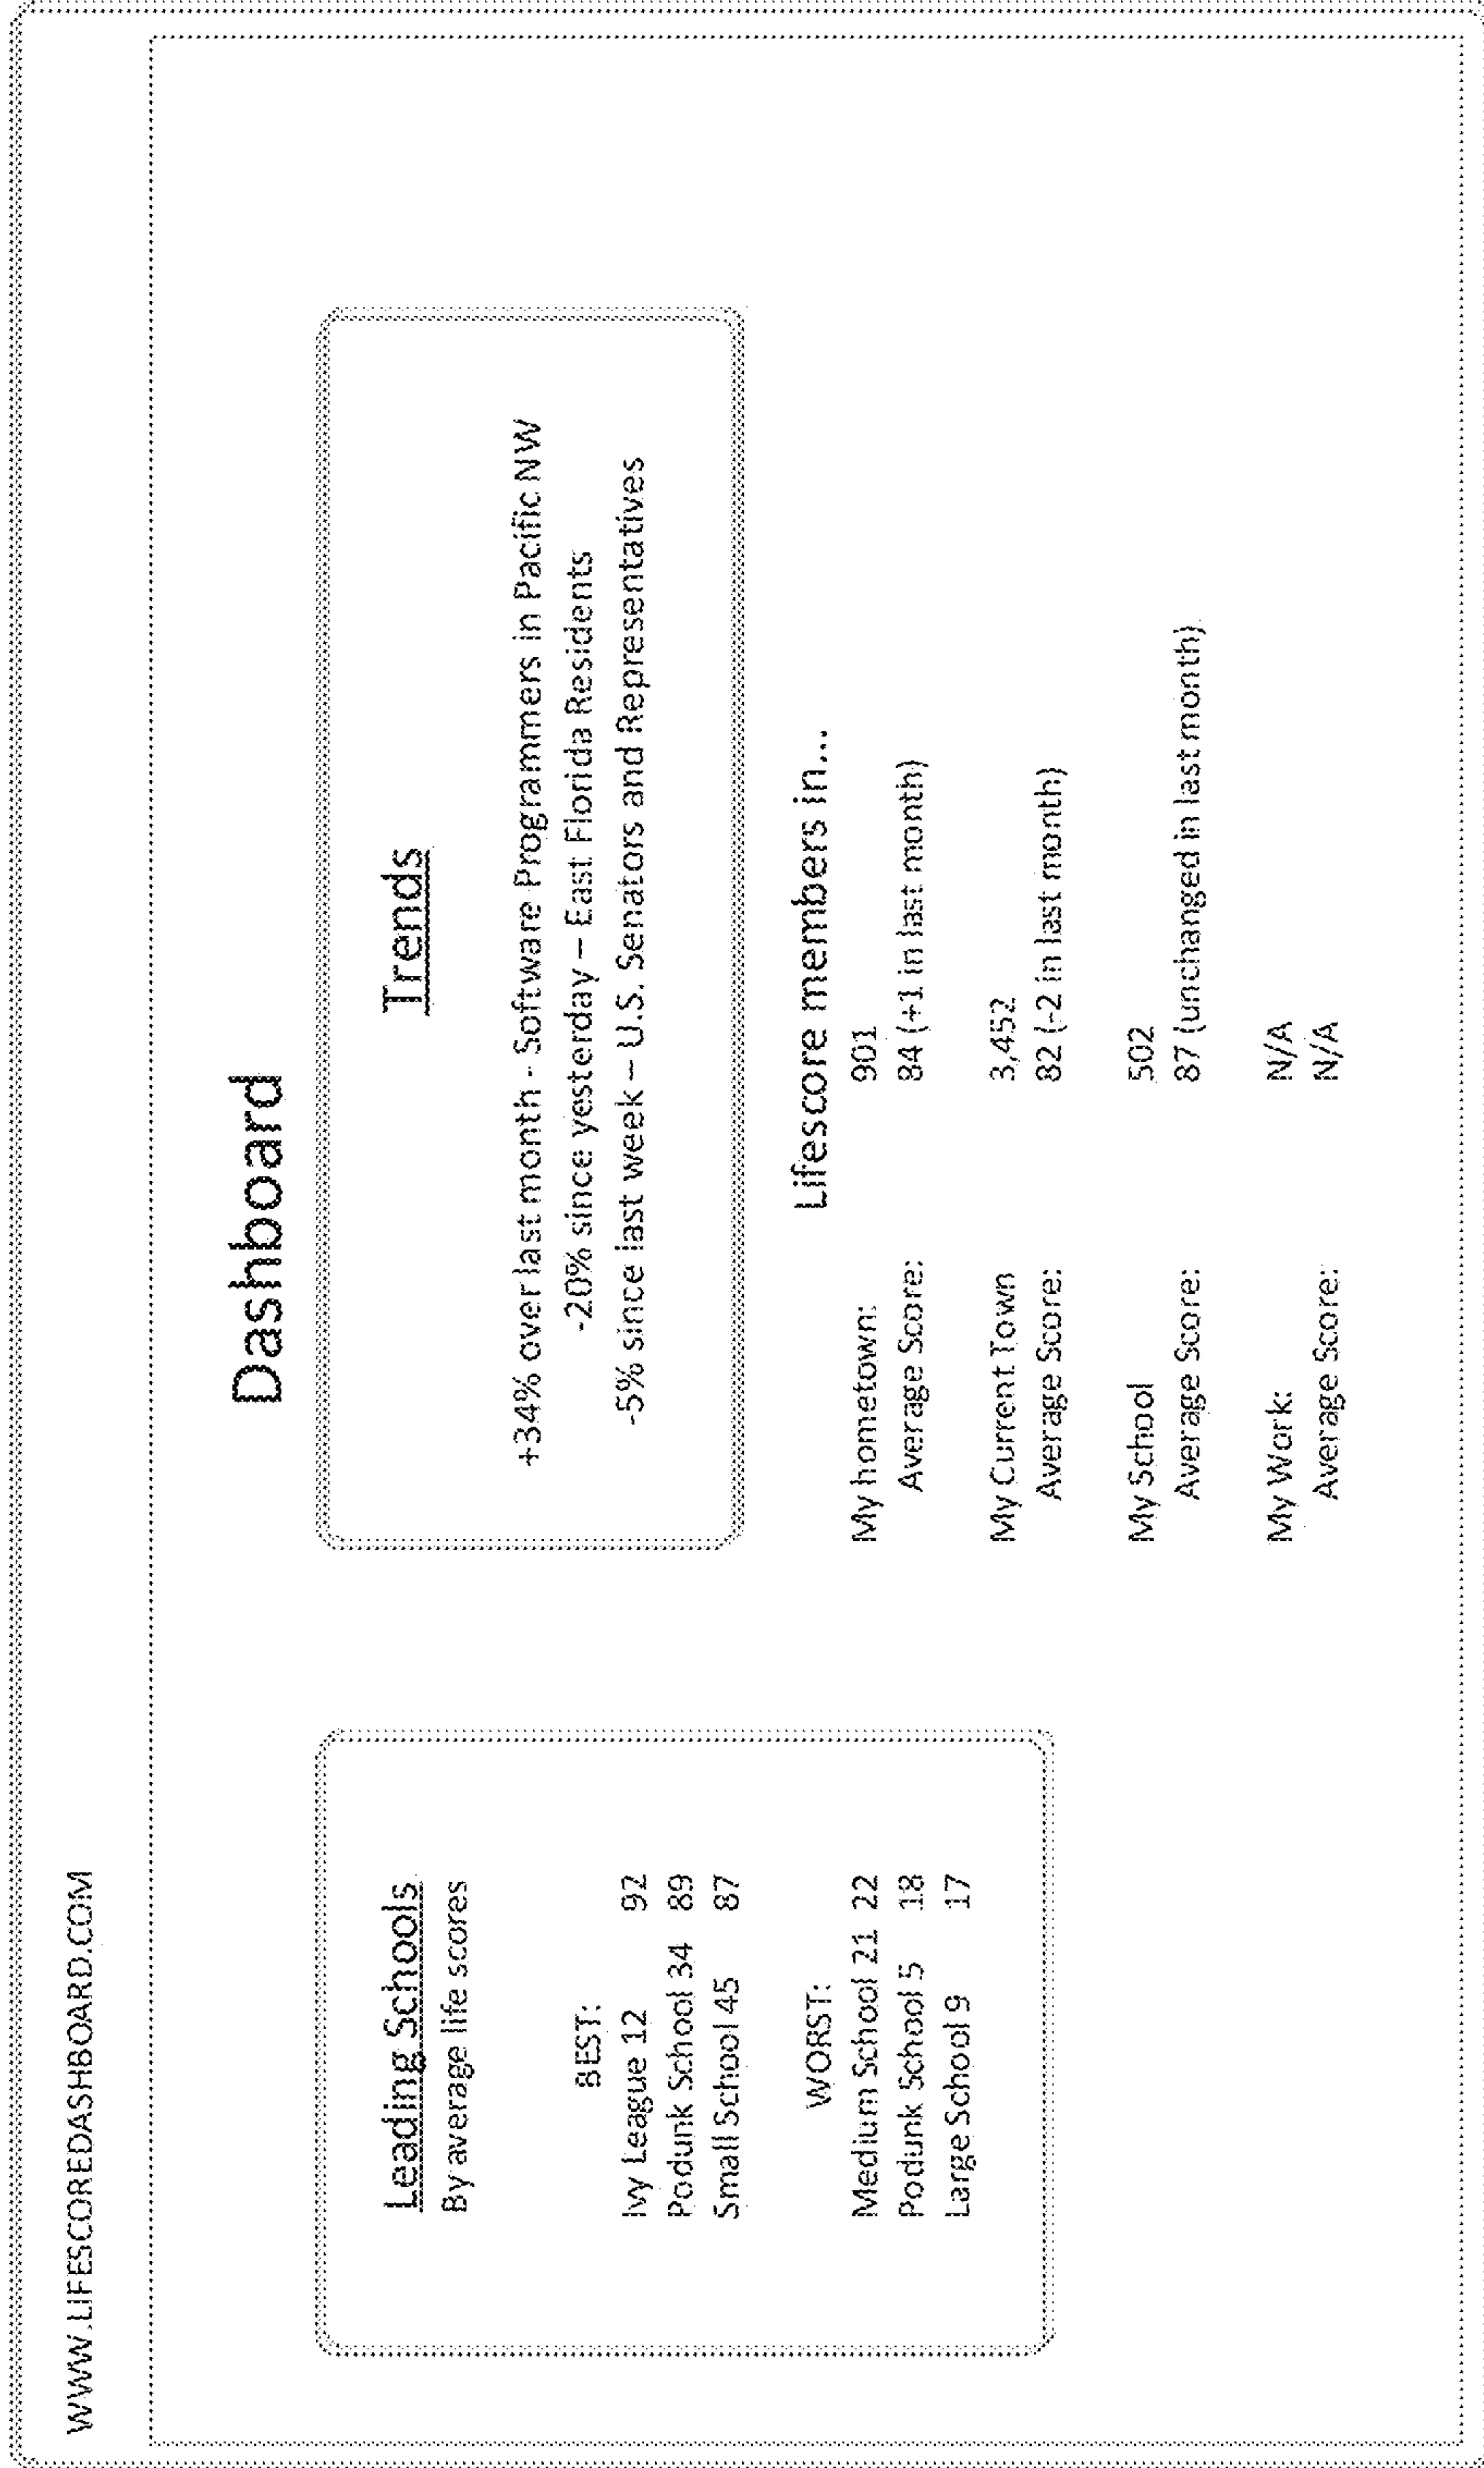 WWW.LIFESCOREDASHBOARD.COM
Dashboard
Leading Schools
By average life scores
BEST:
Ivy League 12 92
Podunk School 34 89
Small School 45 87
WORST:
Medium School 21 22
Podunk School 5 18
Large School 9 17
Trends
+34% over last month - Software Programmers in Pacific NW
-20% since yesterday – East Florida Residents
-5% since last week – U.S. Senators and Representatives
Lifescore members in...
My hometown: 901
Average Score: 84 (+1 in last month)
My Current Town 3,452
Average Score: 82 (-2 in last month)
My School 502
Average Score: 87 (unchanged in last month)
My Work: N/A
Average Score: N/A